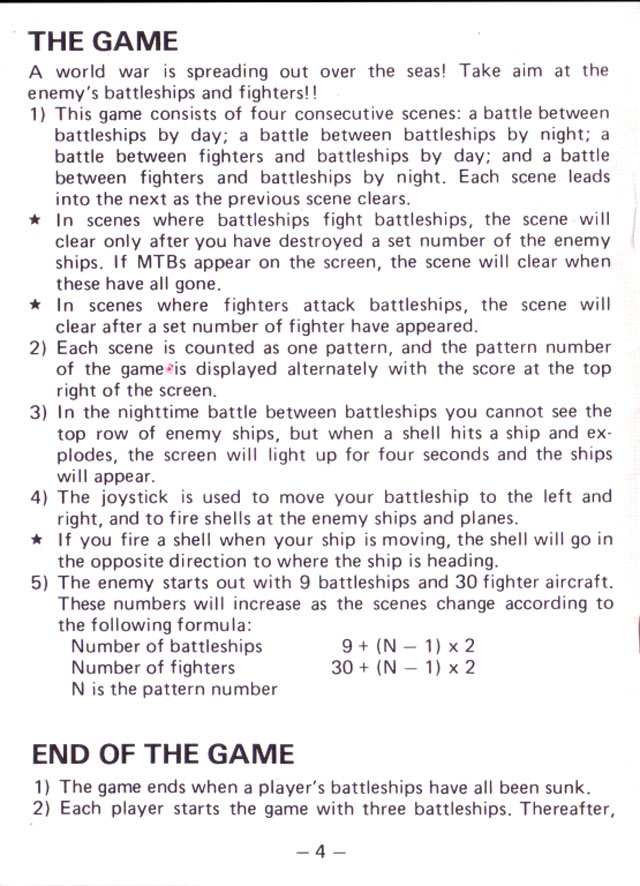 THE GAME
A world war is spreading out over the seas! Take aim at the
enemy's battleships and fighters!!
1) This game consists of four consecutive scenes: a battle between
battleships by day; a battle between battleships by night; a
battle between fighters and battleships by day; and a battle
between fighters and battleships by night. Each scene leads
into the next as the previous scene clears.
★ In scenes where battleships fight battleships, the scene will
clear only after you have destroyed a set number of the enemy
ships. If MTBs appear on the screen, the scene will clear when
these have all gone.
★ In scenes where fighters attack battleships, the scene will
clear after a set number of fighter have appeared.
2) Each scene is counted as one pattern, and the pattern number
of the game is displayed alternately with the score at the top
right of the screen.
3) In the nighttime battle between battleships you cannot see the
top row of enemy ships, but when a shell hits a ship and ex-
plodes, the screen will light up for four seconds and the ships
will appear.
4) The joystick is used to move your battleship to the left and
right, and to fire shells at the enemy ships and planes.
★ If you fire a shell when your ship is moving, the shell will go in
the opposite direction to where the ship is heading.
5) The enemy starts out with 9 battleships and 30 fighter aircraft.
These numbers will increase as the scenes change according to
the following formula:
Number of battleships 9 + (N − 1) x 2
Number of fighters 30 + (N − 1) x 2
N is the pattern number
END OF THE GAME
1) The game ends when a player's battleships have all been sunk.
2) Each player starts the game with three battleships. Thereafter,
− 4 −